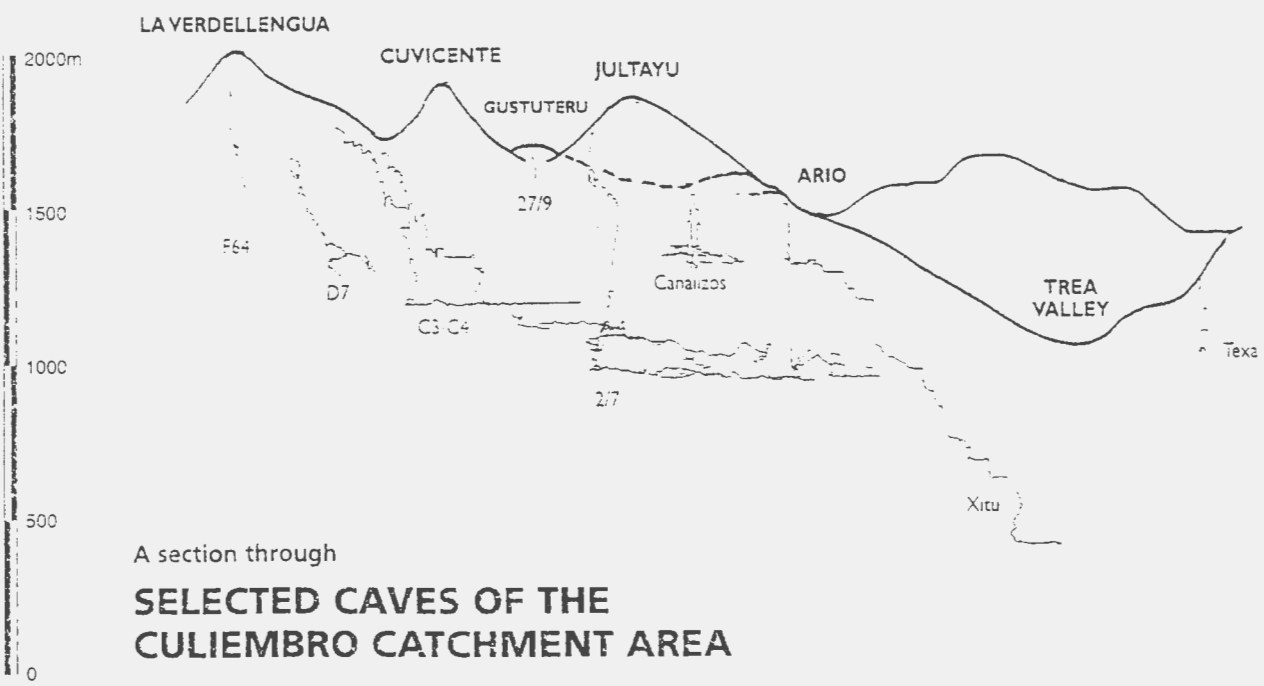 LA VERDELLENGUA
CUVICENTE
JULTAYU
2000m
GUSTUTERU
ARIO
27/9
1500
F64
Canalizos
D7
TREA
VALLEY
C3-C4
Texa
1000
2/7
Xitu
500
A section through
SELECTED CAVES OF THE
CULIEMBRO CATCHMENT AREA
0